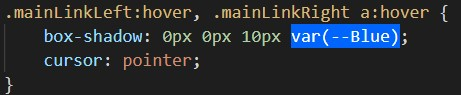 .mainLinkLeft:hover, .mainLinkRight a:hover {
box-shadow: 0px 0px 10px var(--Blue);
cursor: pointer;
}